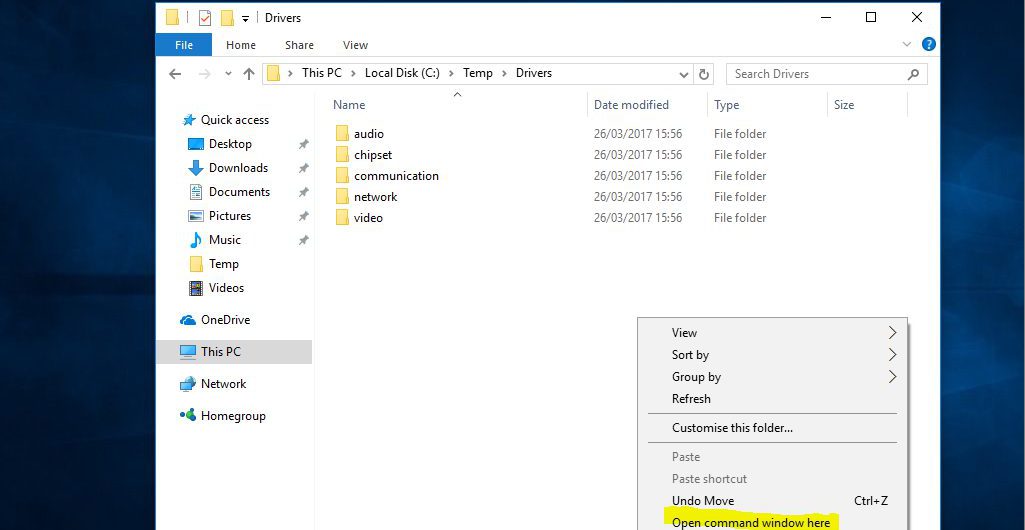 Drivers
File Home Share View
This PC Local Disk (C:) Temp Drivers Search Drivers
Name Date modified Type Size
Quick access
Desktop
Downloads
Documents
Pictures
Music
Temp
Videos
OneDrive
This PC
Network
Homegroup
audio 26/03/2017 15:56 File folder
chipset 26/03/2017 15:56 File folder
communication 26/03/2017 15:56 File folder
network 26/03/2017 15:56 File folder
video 26/03/2017 15:56 File folder
View
Sort by
Group by
Refresh
Customise this folder...
Paste
Paste shortcut
Undo Move Ctrl+Z
Open command window here